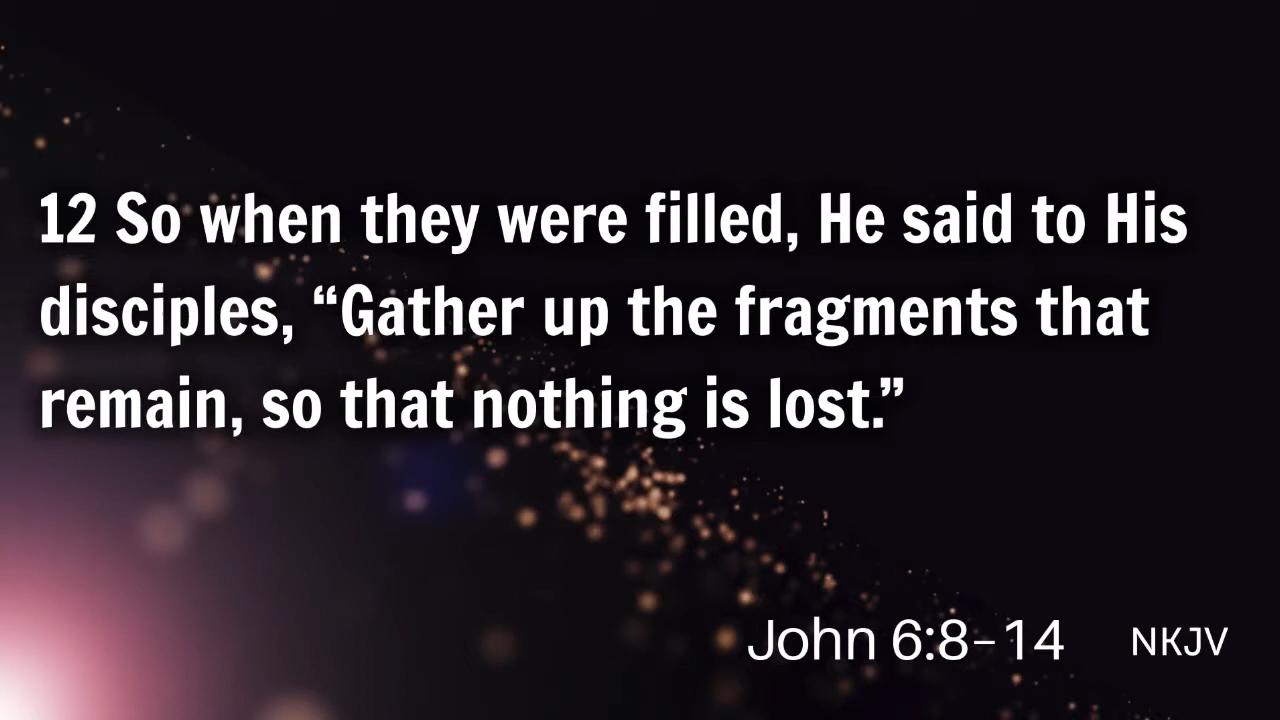 12 So when they were filled, He said to His
disciples, “Gather up the fragments that
remain, so that nothing is lost.”
John 6:8–14 NKJV